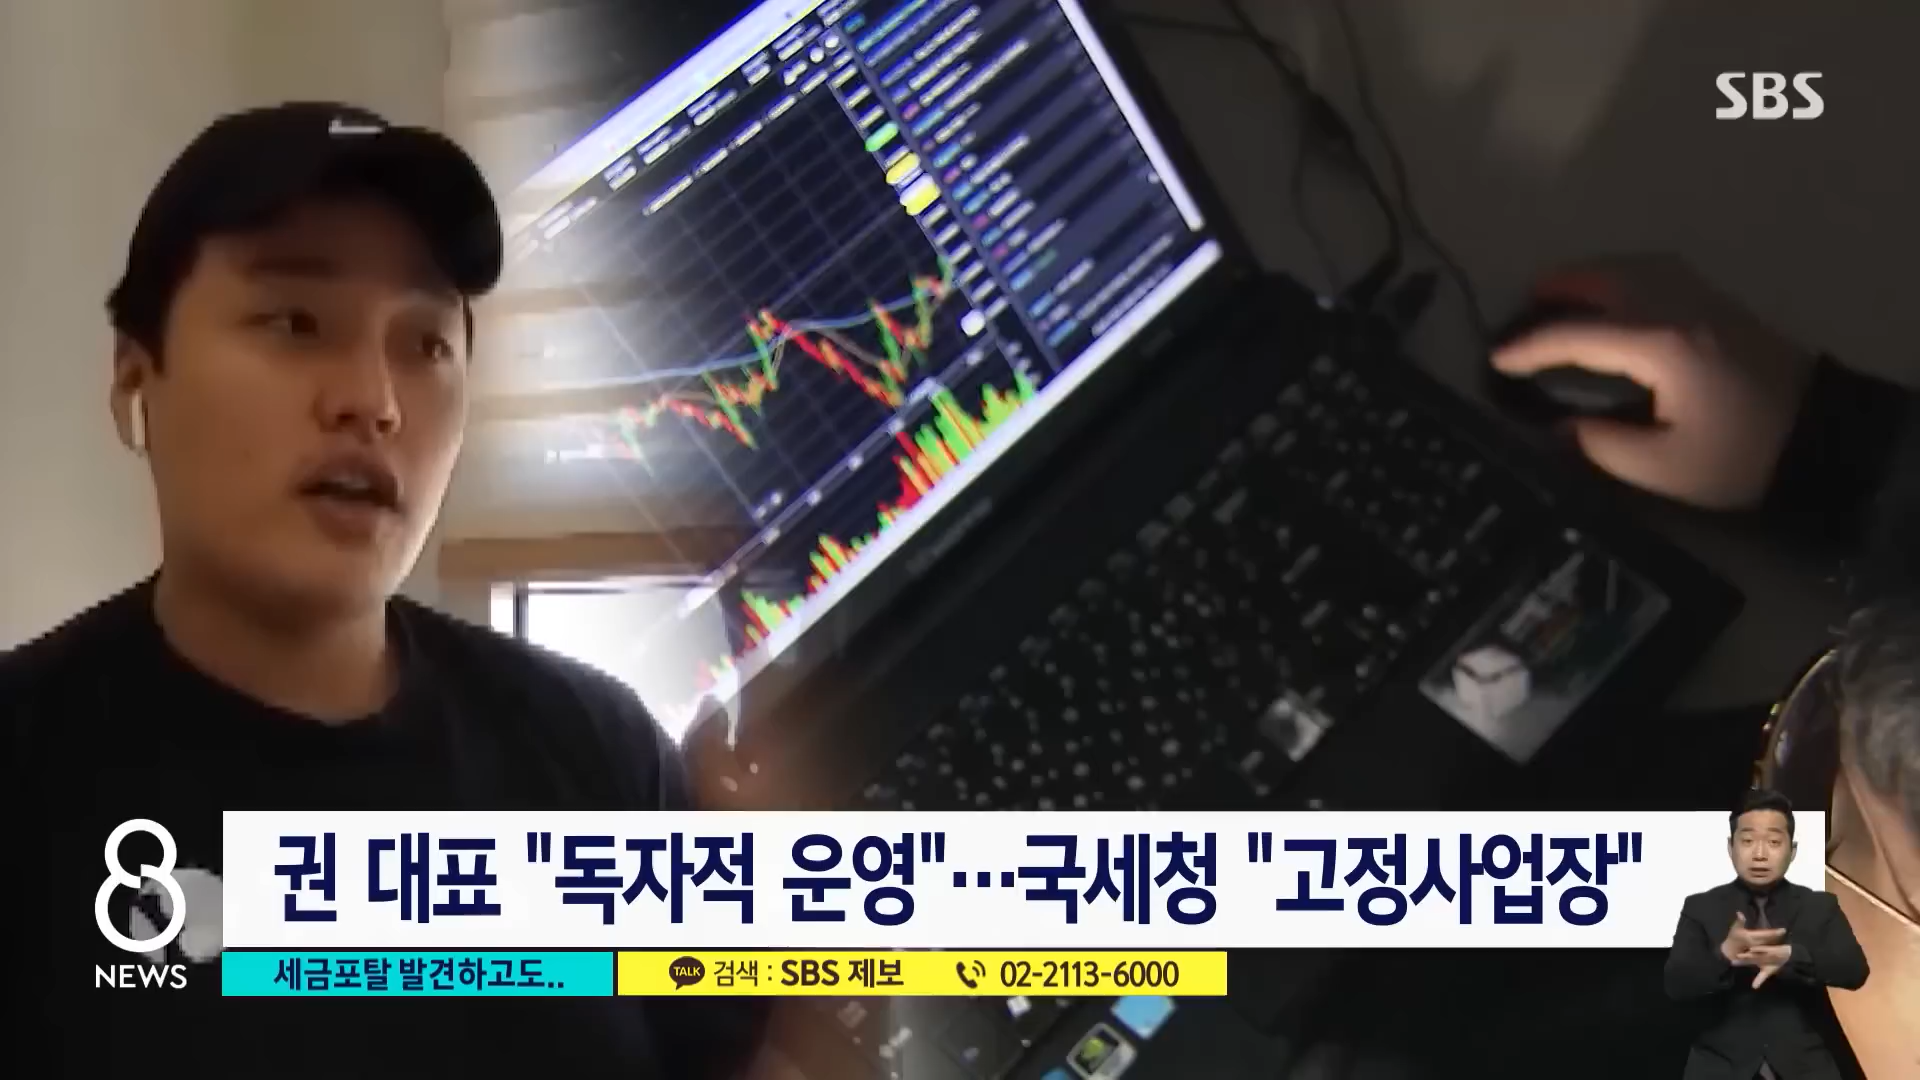 SBS
권 대표 "독자적 운영"…국세청 "고정사업장"
8
NEWS
세금포탈 발견하고도..
TALK 검색 : SBS 제보 02-2113-6000